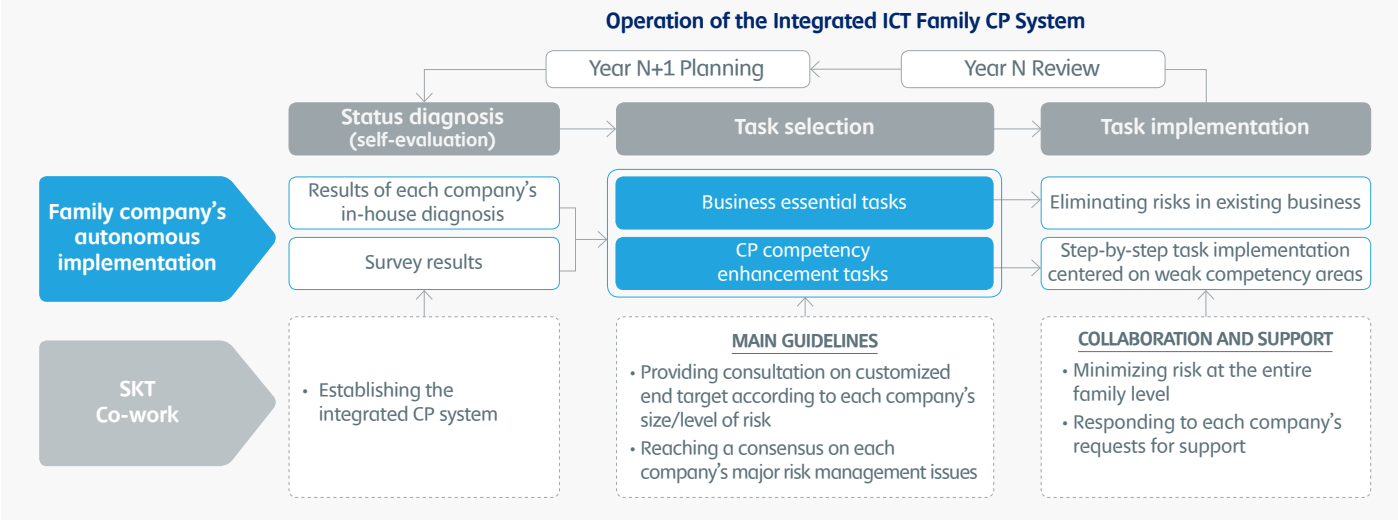 Operation of the Integrated ICT Family CP System
Year N+1 Planning
Year N Review
Status diagnosis
(self-evaluation)
Task selection
Task implementation
Family company's
autonomous
implementation
Results of each company's
in-house diagnosis
Survey results
Business essential tasks
CP competency
enhancement tasks
Eliminating risks in existing business
Step-by-step task implementation
centered on weak competency areas
SKT
Co-work
• Establishing the
integrated CP system
MAIN GUIDELINES
• Providing consultation on customized
end target according to each company's
size/level of risk
• Reaching a consensus on each
company's major risk management issues
COLLABORATION AND SUPPORT
• Minimizing risk at the entire
family level
• Responding to each company's
requests for support